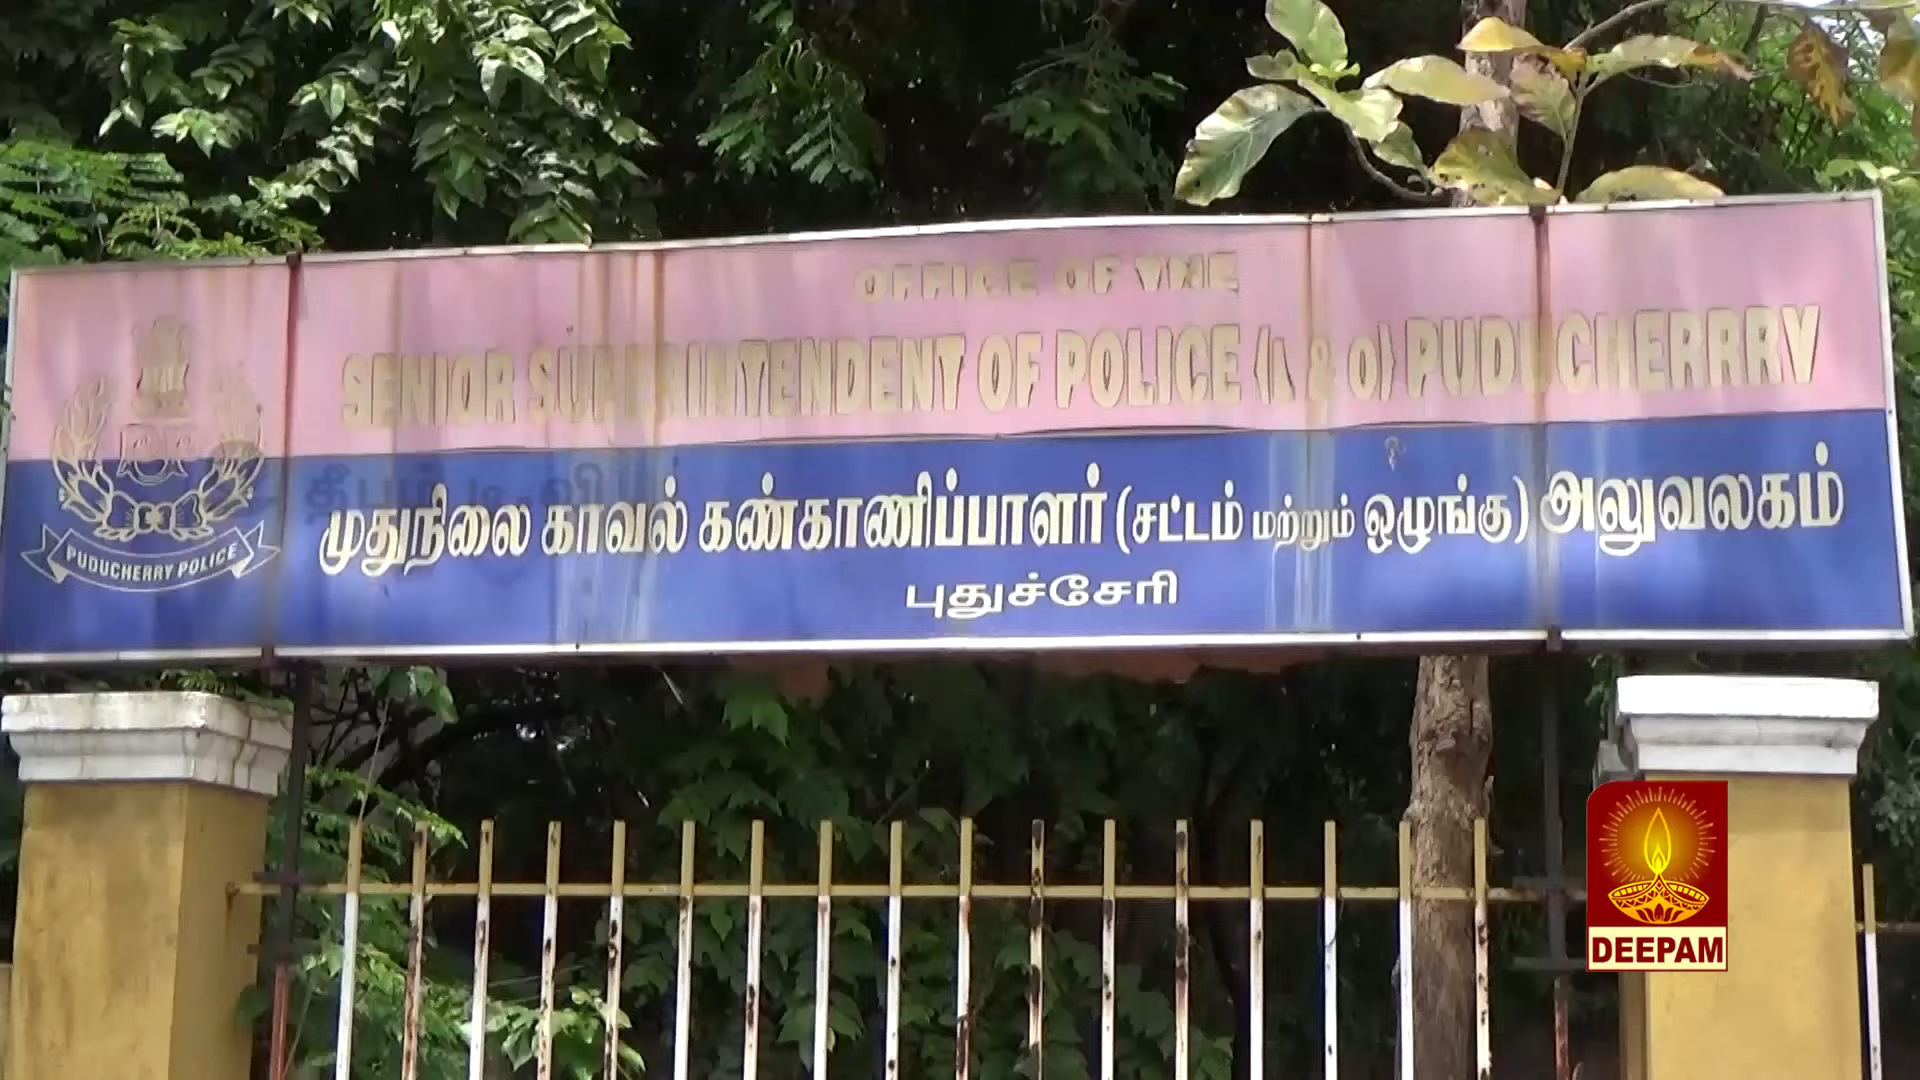 OFFICE OF THE
SENIOR SUPERINTENDENT OF POLICE (L & O) PUDUCHERRRY
முதுநிலை காவல் கண்காணிப்பாளர் (சட்டம் மற்றும் ஒழுங்கு) அலுவலகம்
புதுச்சேரி
PUDUCHERRY POLICE
தீபம் டி.வி
DEEPAM